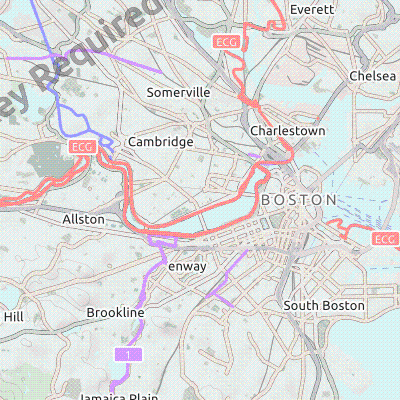 Everett
ECG
Chelsea
ey Required
Somerville
Charlestown
Cambridge
ECG
BOSTON
Allston
ECG
enway
South Boston
Hill
Brookline
1
Jamaica Plain